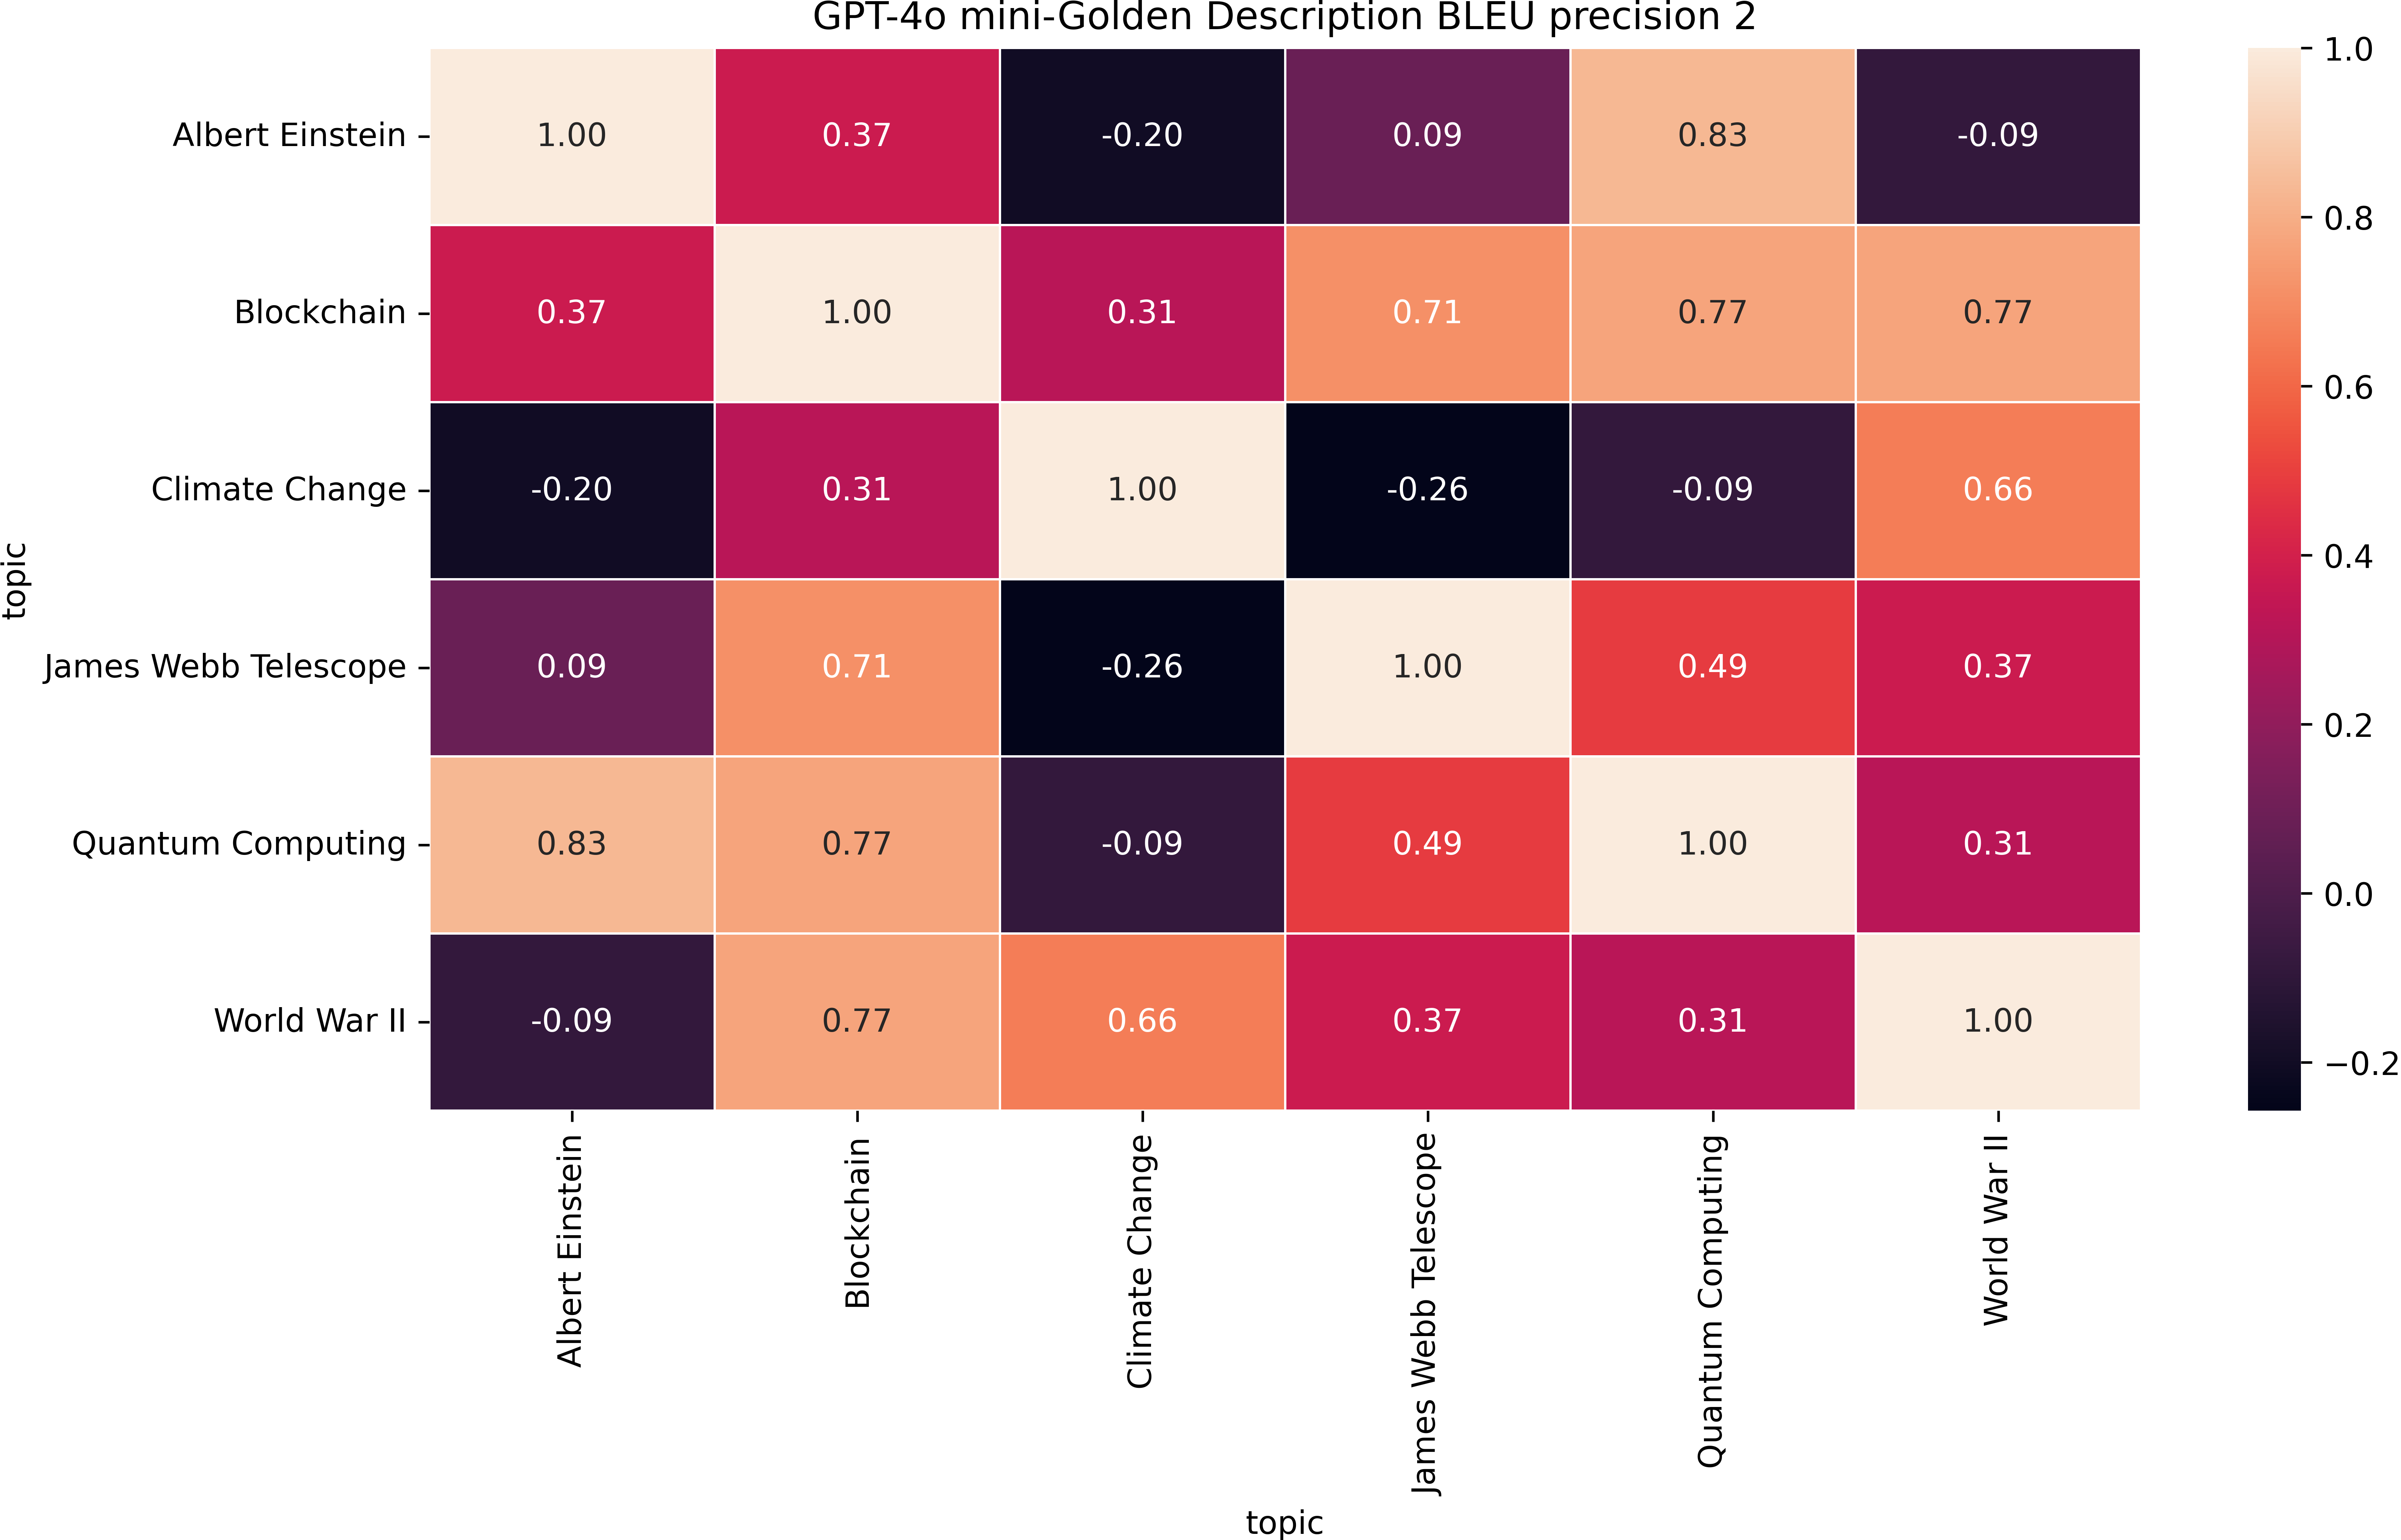 GPT-4o mini-Golden Description BLEU precision 2
Albert Einstein 1.00 0.37 -0.20 0.09 0.83 -0.09
Blockchain 0.37 1.00 0.31 0.71 0.77 0.77
Climate Change -0.20 0.31 1.00 -0.26 -0.09 0.66
James Webb Telescope 0.09 0.71 -0.26 1.00 0.49 0.37
Quantum Computing 0.83 0.77 -0.09 0.49 1.00 0.31
World War II -0.09 0.77 0.66 0.37 0.31 1.00
topic
Albert Einstein
Blockchain
Climate Change
James Webb Telescope
Quantum Computing
World War II
topic
1.0
0.8
0.6
0.4
0.2
0.0
−0.2